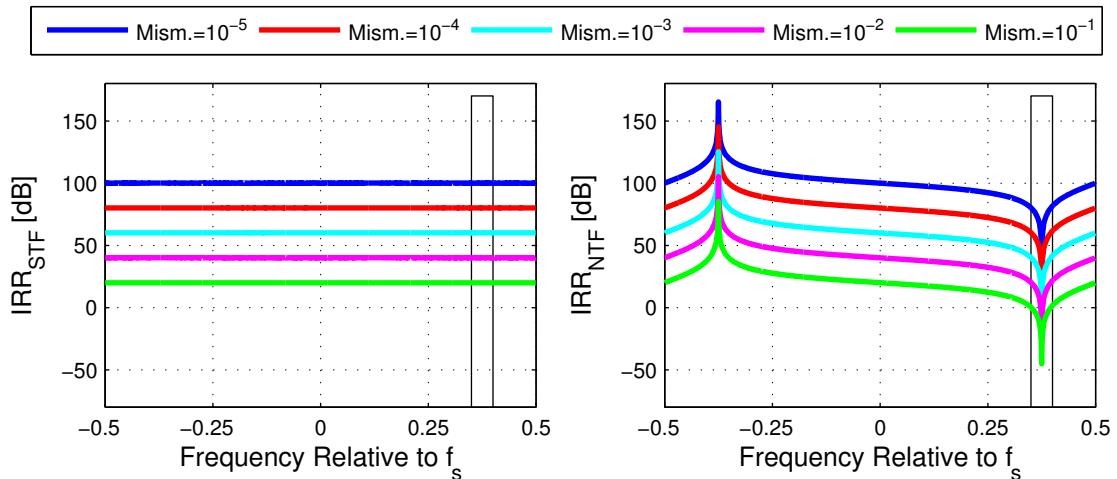 Mism.=10⁻⁵ Mism.=10⁻⁴ Mism.=10⁻³ Mism.=10⁻² Mism.=10⁻¹
IRR_STF [dB]
150
100
50
0
−50
−0.5 −0.25 0 0.25 0.5
Frequency Relative to f_s
IRR_NTF [dB]
150
100
50
0
−50
−0.5 −0.25 0 0.25 0.5
Frequency Relative to f_s